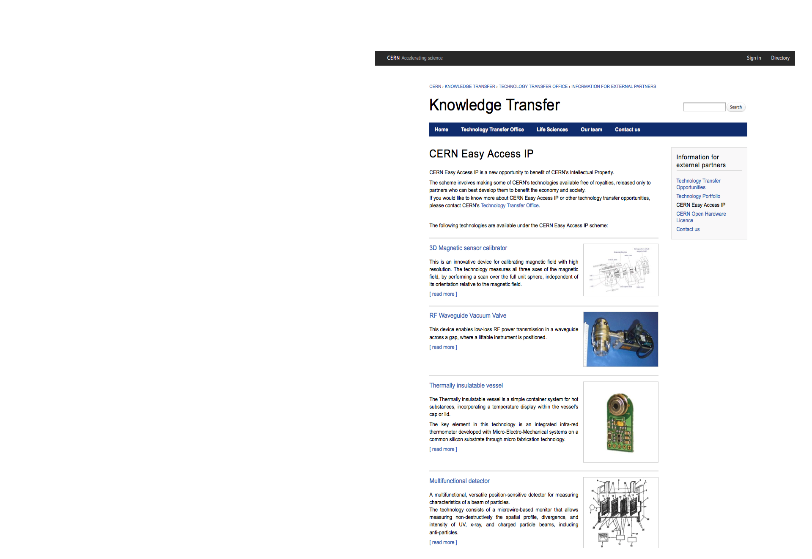 CERN Accelerating science
Sign in Directory
CERN › KNOWLEDGE TRANSFER › TECHNOLOGY TRANSFER OFFICE › INFORMATION FOR EXTERNAL PARTNERS
Knowledge Transfer
Search
Home Technology Transfer Office Life Sciences Our team Contact us
CERN Easy Access IP
CERN Easy Access IP is a new opportunity to benefit of CERN's Intellectual Property.
The scheme involves making some of CERN's technologies available free of royalties, released only to
partners who can best develop them to benefit the economy and society.
If you would like to know more about CERN Easy Access IP or other technology transfer opportunities,
please contact CERN's Technology Transfer Office.
The following technologies are available under the CERN Easy Access IP scheme:
3D Magnetic sensor calibrator
This is an innovative device for calibrating magnetic field with high
resolution. The technology measures all three axes of the magnetic
field, by performing a scan over the full unit sphere, independent of
its orientation relative to the magnetic field.
[ read more ]
RF Waveguide Vacuum Valve
This device enables low-loss RF power transmission in a waveguide
across a gap, where a liftable instrument is positioned.
[ read more ]
Thermally insulatable vessel
The Thermally insulatable vessel is a simple container system for hot
substances, incorporating a temperature display within the vessel's
cap or lid.
The key element in this technology is an integrated infra-red
thermometer developed with Micro-Electro-Mechanical systems on a
common silicon substrate through micro fabrication technology.
[ read more ]
Multifunctional detector
A multifunctional, versatile position-sensitive detector for measuring
characteristics of a beam of particles.
The technology consists of a microwire-based monitor that allows
measuring non-destructively the spatial profile, divergence, and
intensity of UV, x-ray, and charged particle beams, including
anti-particles.
[ read more ]
Information for
external partners
Technology Transfer
Opportunities
Technology Portfolio
CERN Easy Access IP
CERN Open Hardware
Licence
Contact us